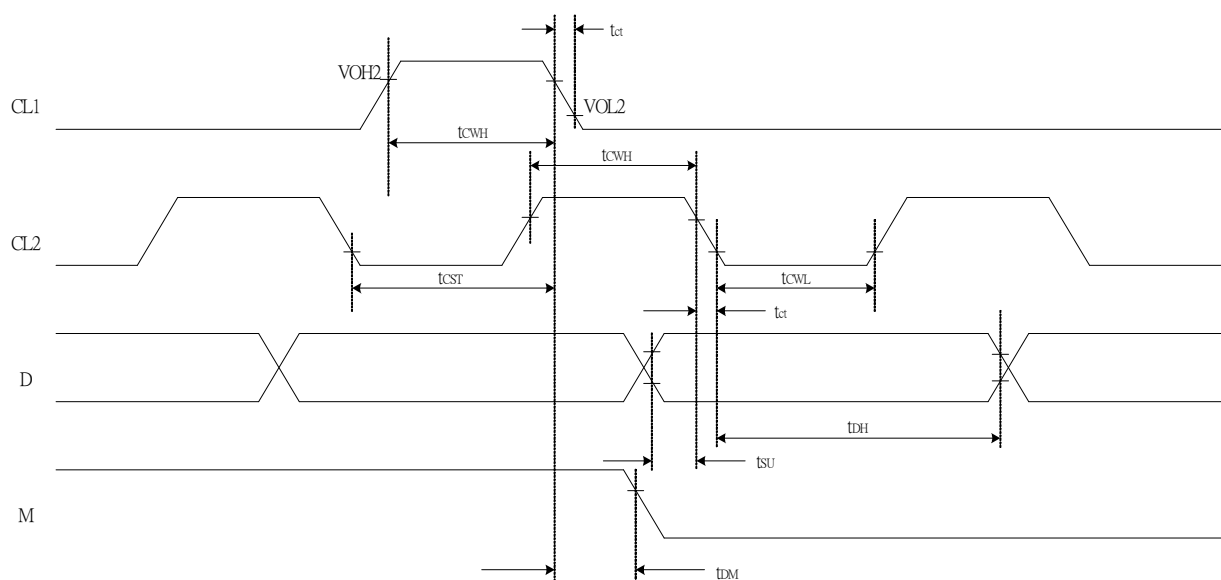 tct
VOH2
CL1
VOL2
tCWH
tCWH
CL2
tCST
tCWL
tct
D
tDH
tSU
M
tDM